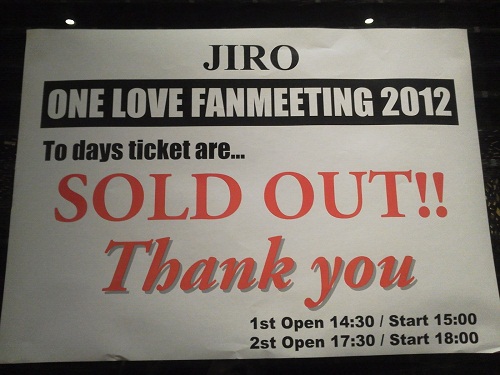 JIRO
ONE LOVE FANMEETING 2012
To days ticket are...
SOLD OUT!!
Thank you
1st Open 14:30 / Start 15:00
2st Open 17:30 / Start 18:00